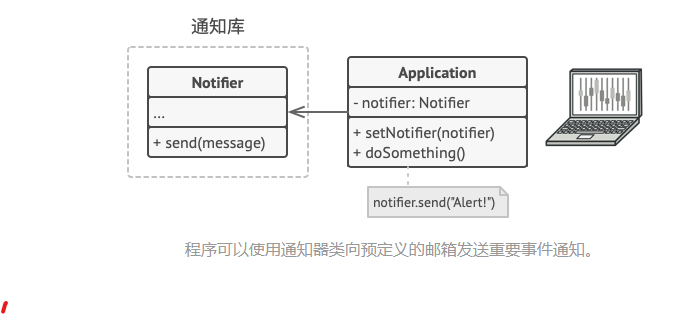 通知库
Notifier
...
+ send(message)
Application
- notifier: Notifier
+ setNotifier(notifier)
+ doSomething()
notifier.send("Alert!")
程序可以使用通知器类向预定义的邮箱发送重要事件通知。